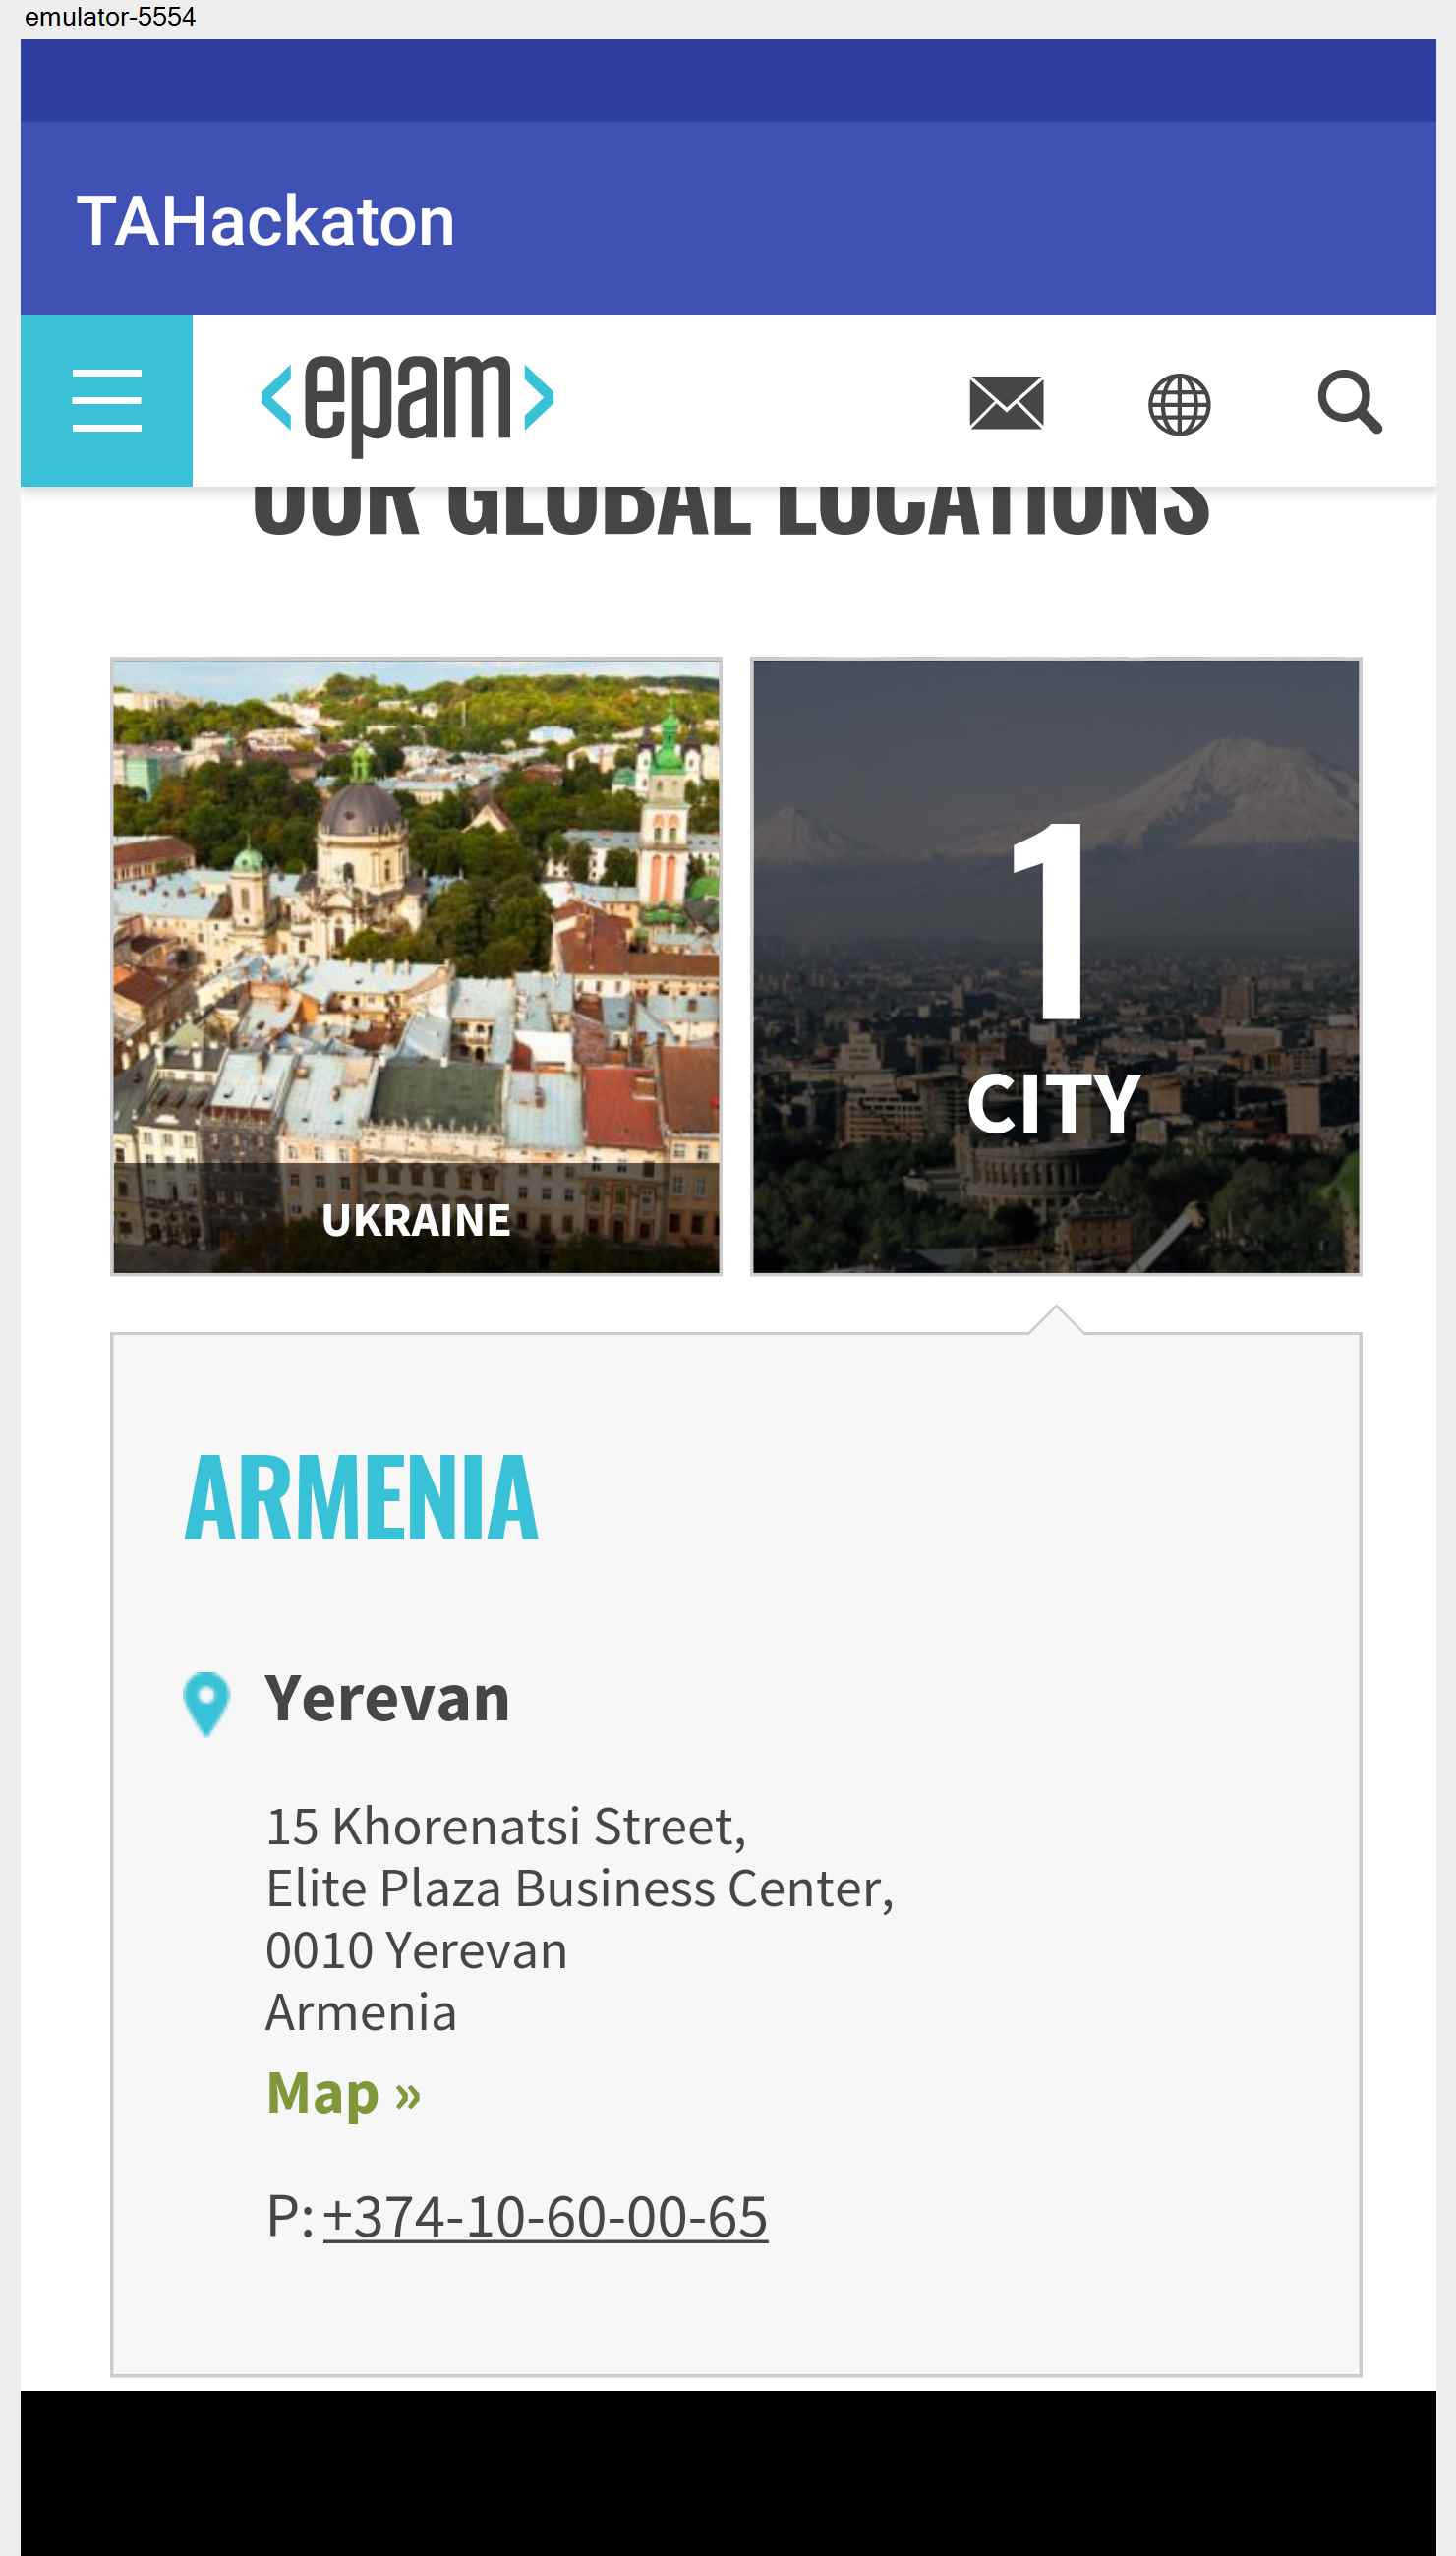 emulator-5554
TAHackaton
<epam>
OUR GLOBAL LOCATIONS
UKRAINE
1
CITY
ARMENIA
Yerevan
15 Khorenatsi Street,
Elite Plaza Business Center,
0010 Yerevan
Armenia
Map »
P: +374-10-60-00-65